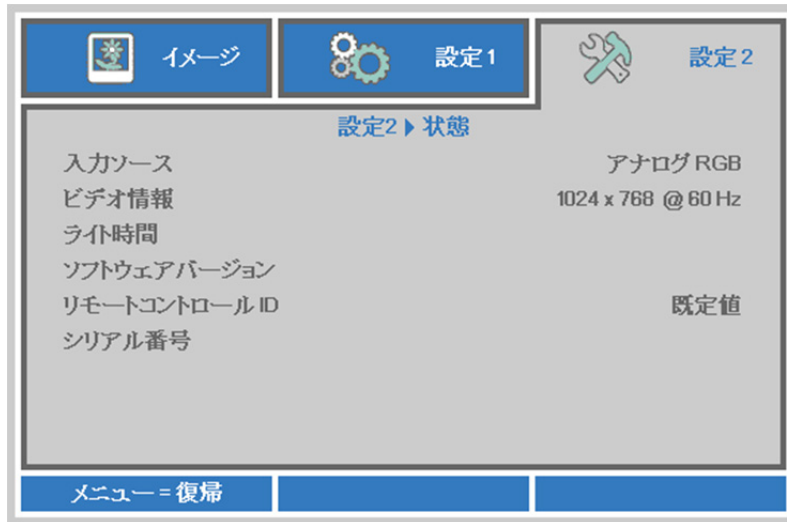 イメージ
設定1
設定2
設定2 ▶ 状態
入力ソース アナログ RGB
ビデオ情報 1024 x 768 @ 60 Hz
ライト時間
ソフトウェアバージョン
リモートコントロール ID 既定値
シリアル番号
メニュー = 復帰